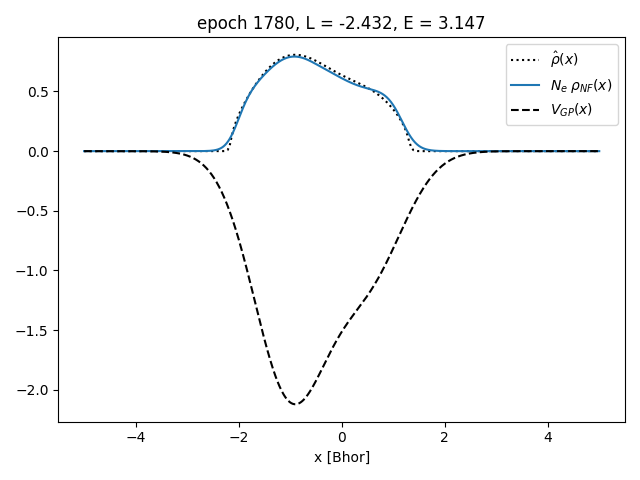 epoch 1780, L = -2.432, E = 3.147
ρ̂(x)
N_e ρ_NF(x)
V_GP(x)
0.5
0.0
−0.5
−1.0
−1.5
−2.0
−4 −2 0 2 4
x [Bhor]